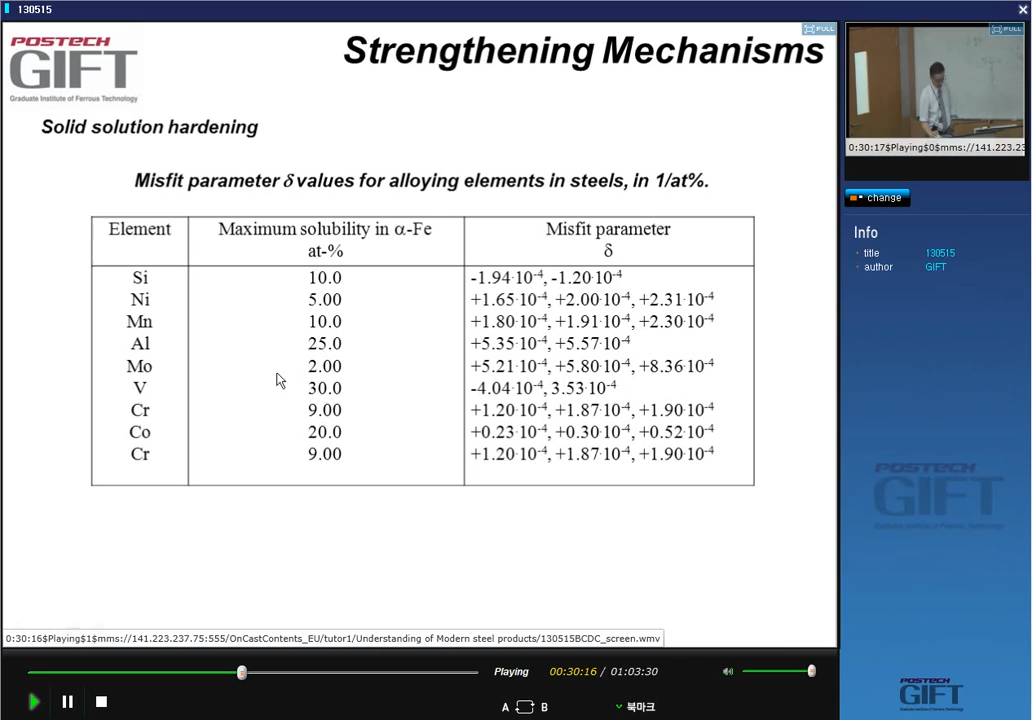 130515
POSTECH
GIFT
Graduate Institute of Ferrous Technology
Strengthening Mechanisms
FULL
FULL
Solid solution hardening
Misfit parameter δ values for alloying elements in steels, in 1/at%.
Element Maximum solubility in α-Fe at-% Misfit parameter δ
Si 10.0 -1.94·10⁻⁴, -1.20·10⁻⁴
Ni 5.00 +1.65·10⁻⁴, +2.00·10⁻⁴, +2.31·10⁻⁴
Mn 10.0 +1.80·10⁻⁴, +1.91·10⁻⁴, +2.30·10⁻⁴
Al 25.0 +5.35·10⁻⁴, +5.57·10⁻⁴
Mo 2.00 +5.21·10⁻⁴, +5.80·10⁻⁴, +8.36·10⁻⁴
V 30.0 -4.04·10⁻⁴, 3.53·10⁻⁴
Cr 9.00 +1.20·10⁻⁴, +1.87·10⁻⁴, +1.90·10⁻⁴
Co 20.0 +0.23·10⁻⁴, +0.30·10⁻⁴, +0.52·10⁻⁴
Cr 9.00 +1.20·10⁻⁴, +1.87·10⁻⁴, +1.90·10⁻⁴
0:30:16$Playing$1$mms://141.223.237.75:555/OnCastContents_EU/tutor1/Understanding of Modern steel products/130515BCDC_screen.wmv
Playing 00:30:16 / 01:03:30
A B 북마크
0:30:17$Playing$0$mms://141.223.23
change
Info
title 130515
author GIFT
POSTECH
GIFT
POSTECH
GIFT